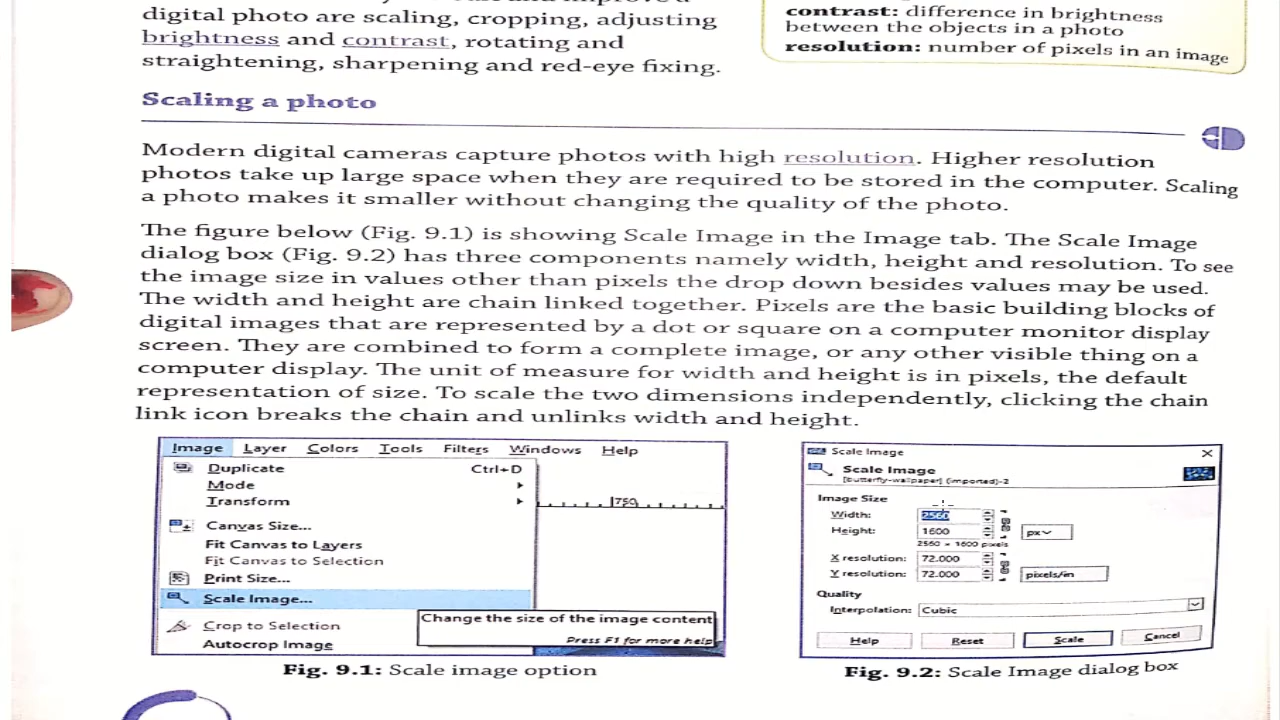 digital photo are scaling, cropping, adjusting
brightness and contrast, rotating and
straightening, sharpening and red-eye fixing.
contrast: difference in brightness
between the objects in a photo
resolution: number of pixels in an image
Scaling a photo
Modern digital cameras capture photos with high resolution. Higher resolution
photos take up large space when they are required to be stored in the computer. Scaling
a photo makes it smaller without changing the quality of the photo.
The figure below (Fig. 9.1) is showing Scale Image in the Image tab. The Scale Image
dialog box (Fig. 9.2) has three components namely width, height and resolution. To see
the image size in values other than pixels the drop down besides values may be used.
The width and height are chain linked together. Pixels are the basic building blocks of
digital images that are represented by a dot or square on a computer monitor display
screen. They are combined to form a complete image, or any other visible thing on a
computer display. The unit of measure for width and height is in pixels, the default
representation of size. To scale the two dimensions independently, clicking the chain
link icon breaks the chain and unlinks width and height.
Image Layer Colors Tools Filters Windows Help
Duplicate Ctrl+D
Mode
Transform
750
Canvas Size...
Fit Canvas to Layers
Fit Canvas to Selection
Print Size...
Scale Image...
Change the size of the image content
Press F1 for more help
Crop to Selection
Autocrop Image
Fig. 9.1: Scale image option
Scale Image
Scale Image
[butterfly-wallpaper] (imported)-2
Image Size
Width: 2560
Height: 1600 px
2560 × 1600 pixels
X resolution: 72.000
Y resolution: 72.000 pixels/in
Quality
Interpolation: Cubic
Help Reset Scale Cancel
Fig. 9.2: Scale Image dialog box